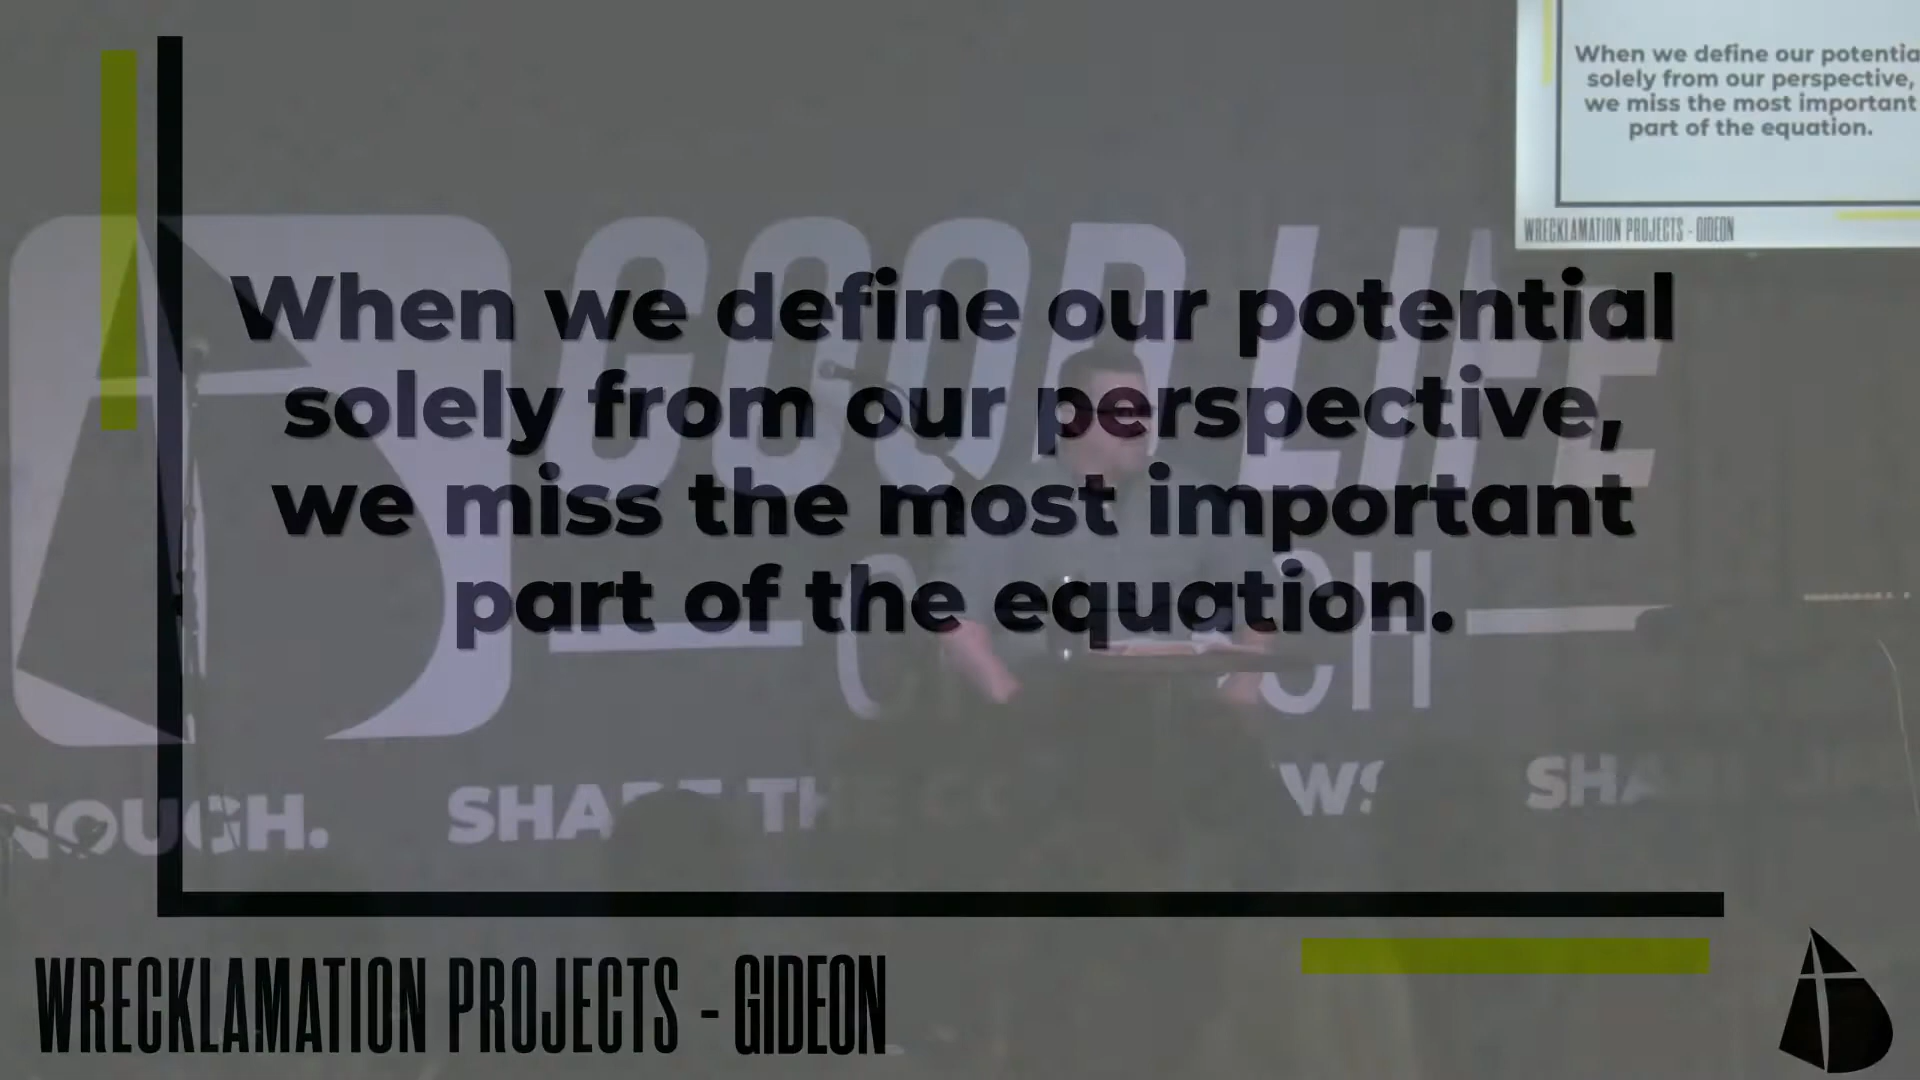 When we define our potentia
solely from our perspective,
we miss the most important
part of the equation.
WRECKLAMATION PROJECTS - GIDEON
GOOD LIFE
When we define our potential
solely from our perspective,
we miss the most important
part of the equation.
WRECKLAMATION PROJECTS - GIDEON